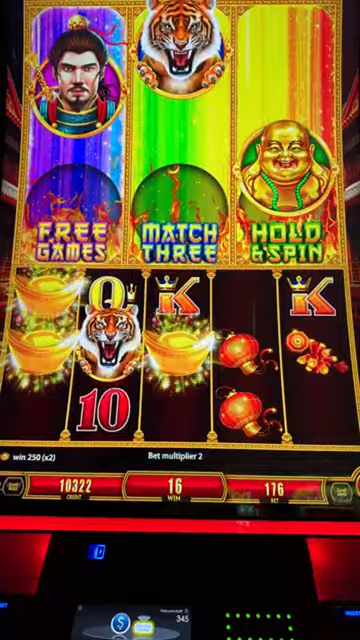 FREE
GAMES
MATCH
THREE
HOLD
& SPIN
Q K K
10
win 250 (x2) Bet multiplier 2
10322 16 176
CREDIT WIN BET
345